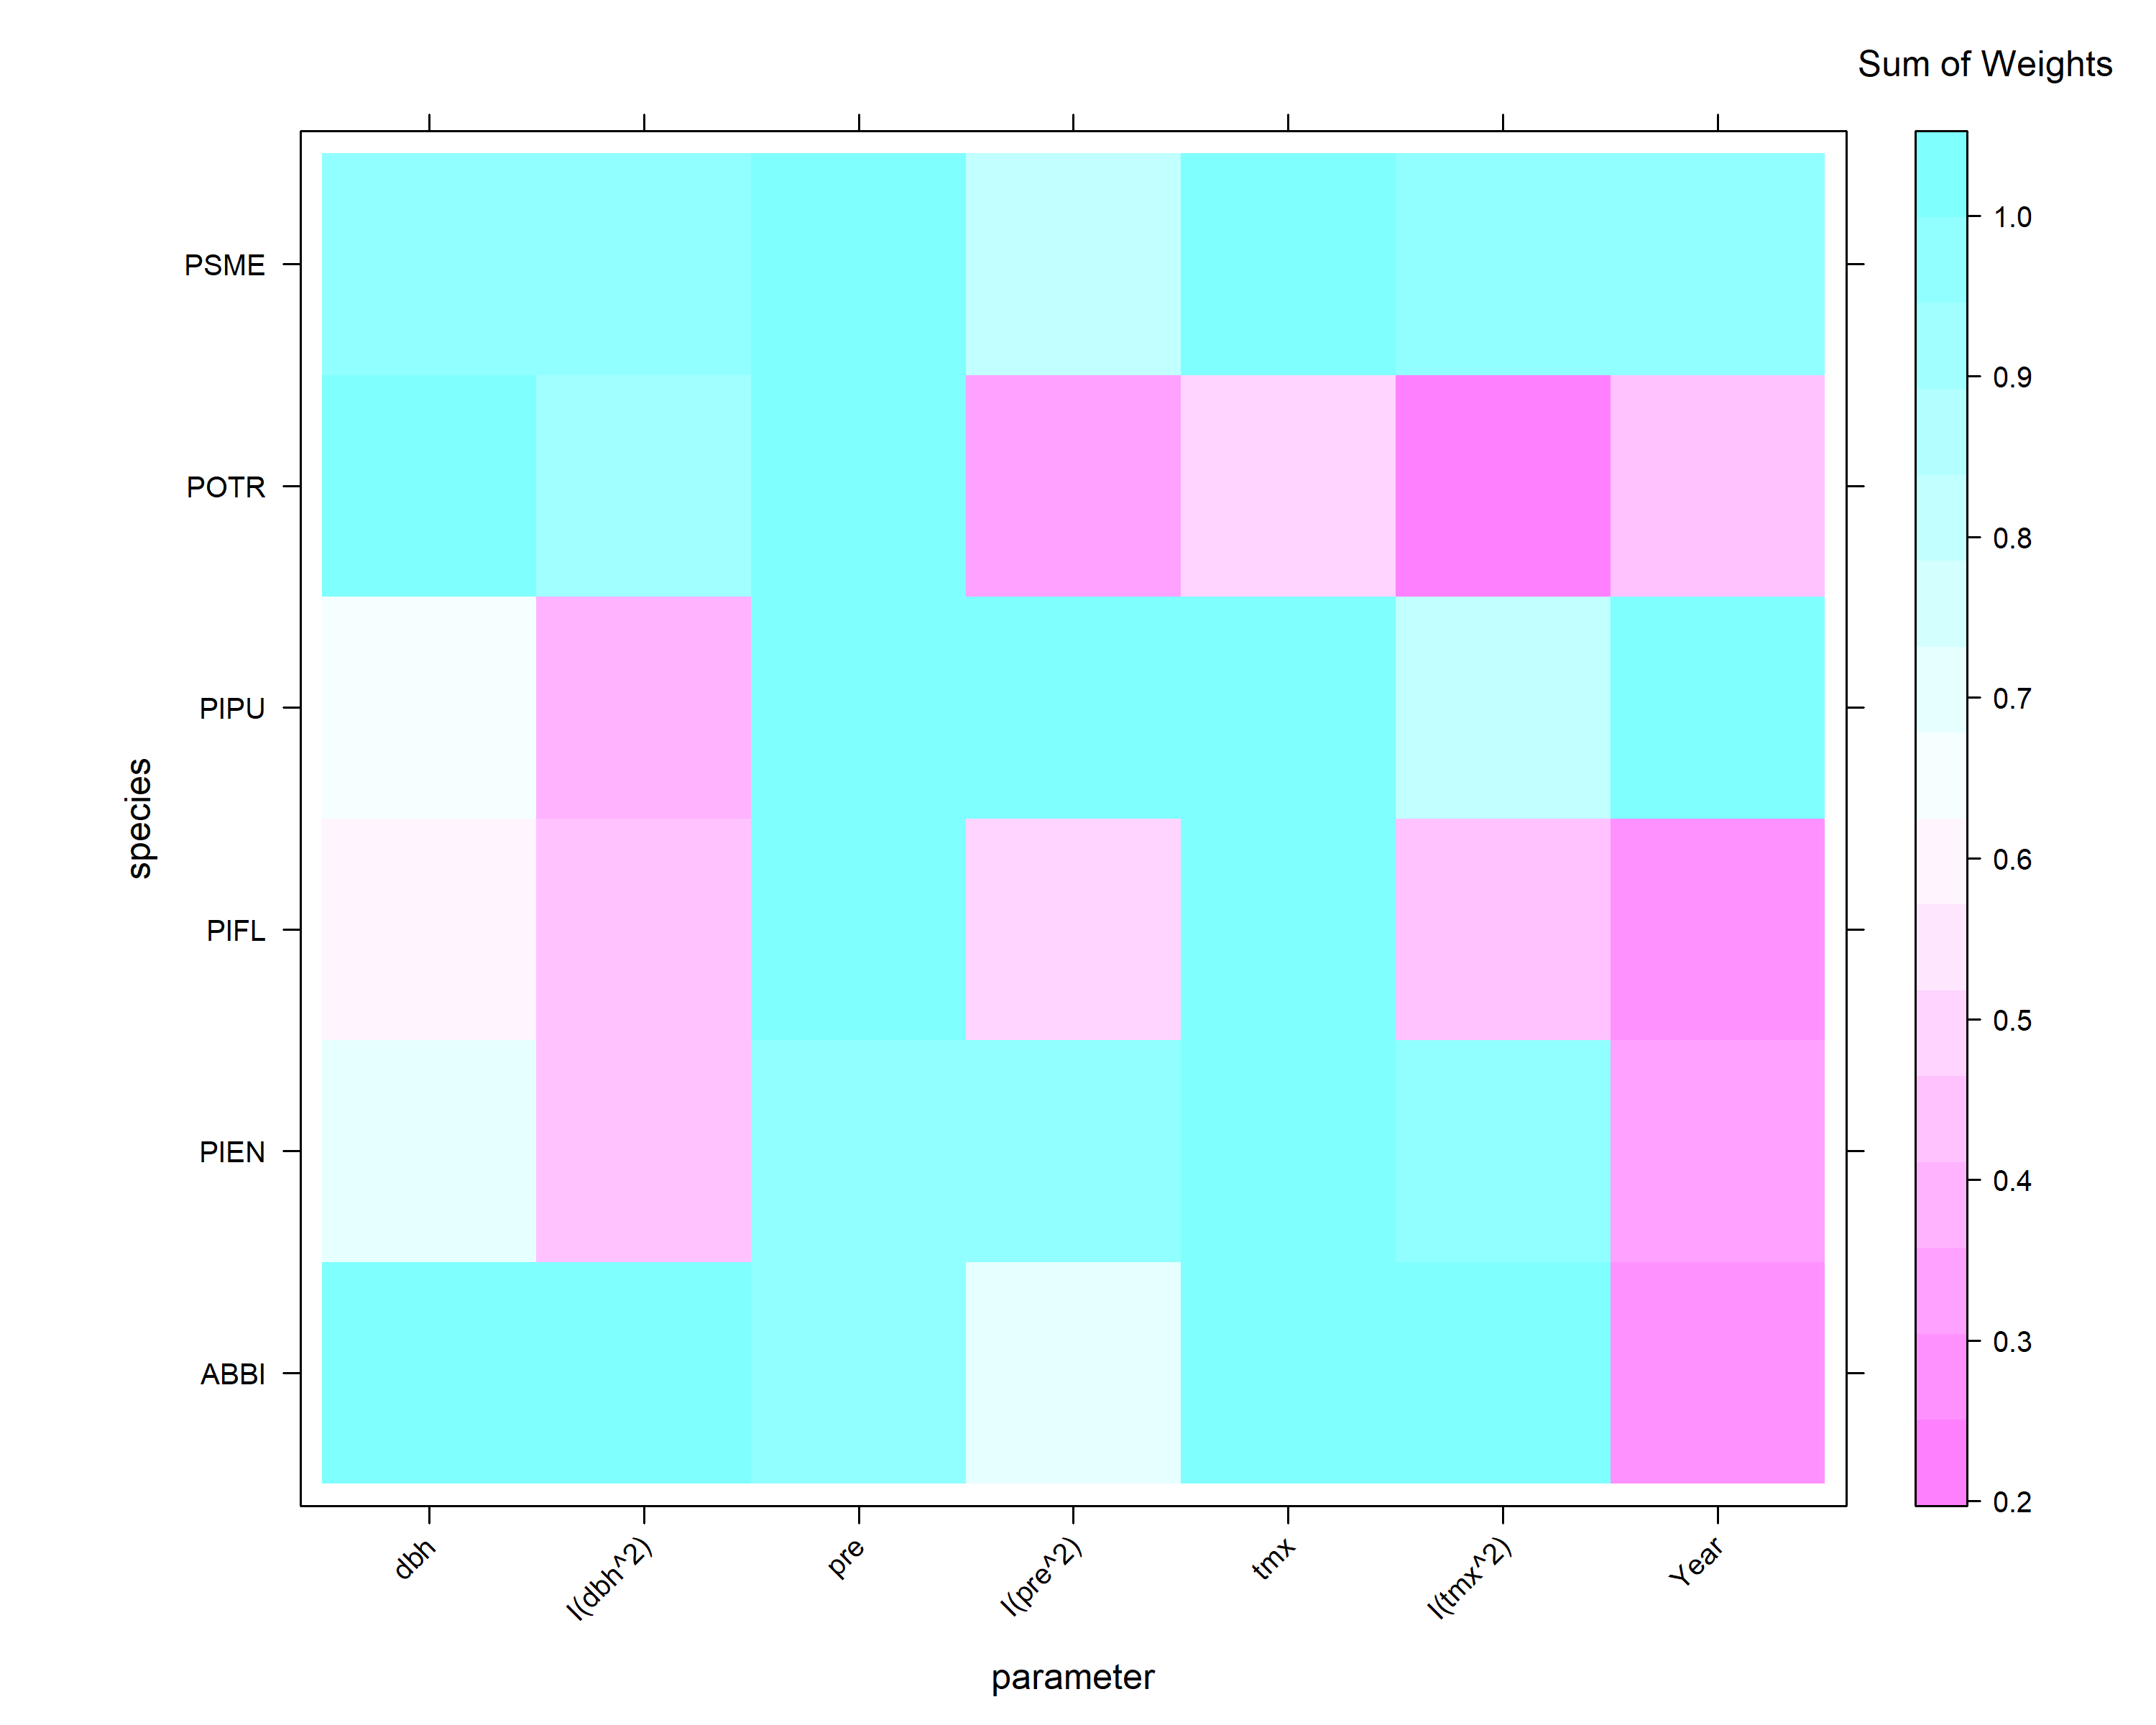 Sum of Weights
1.0
0.9
0.8
0.7
0.6
0.5
0.4
0.3
0.2
species
PSME
POTR
PIPU
PIFL
PIEN
ABBI
dbh
I(dbh^2)
pre
I(pre^2)
tmx
I(tmx^2)
Year
parameter